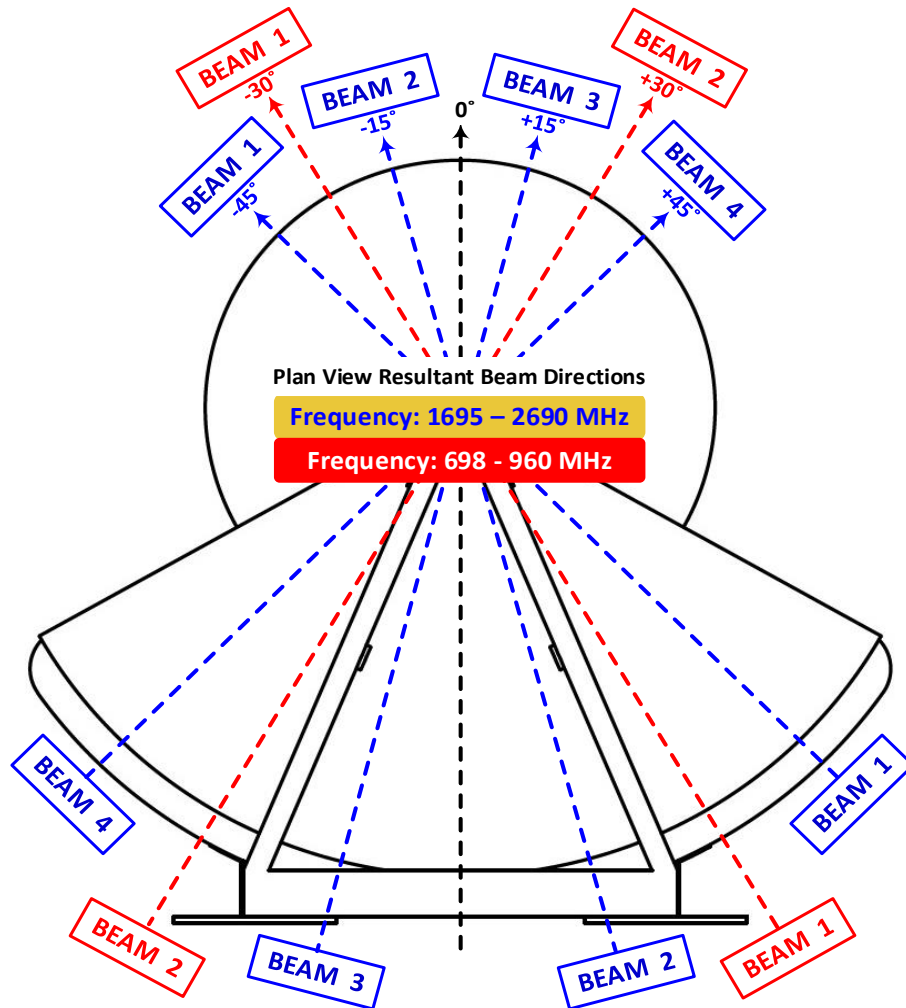 BEAM 1
-30°
BEAM 2
+30°
BEAM 2
-15°
0°
BEAM 3
+15°
BEAM 1
-45°
BEAM 4
+45°
Plan View Resultant Beam Directions
Frequency: 1695 – 2690 MHz
Frequency: 698 - 960 MHz
BEAM 4
BEAM 1
BEAM 2
BEAM 3
BEAM 2
BEAM 1